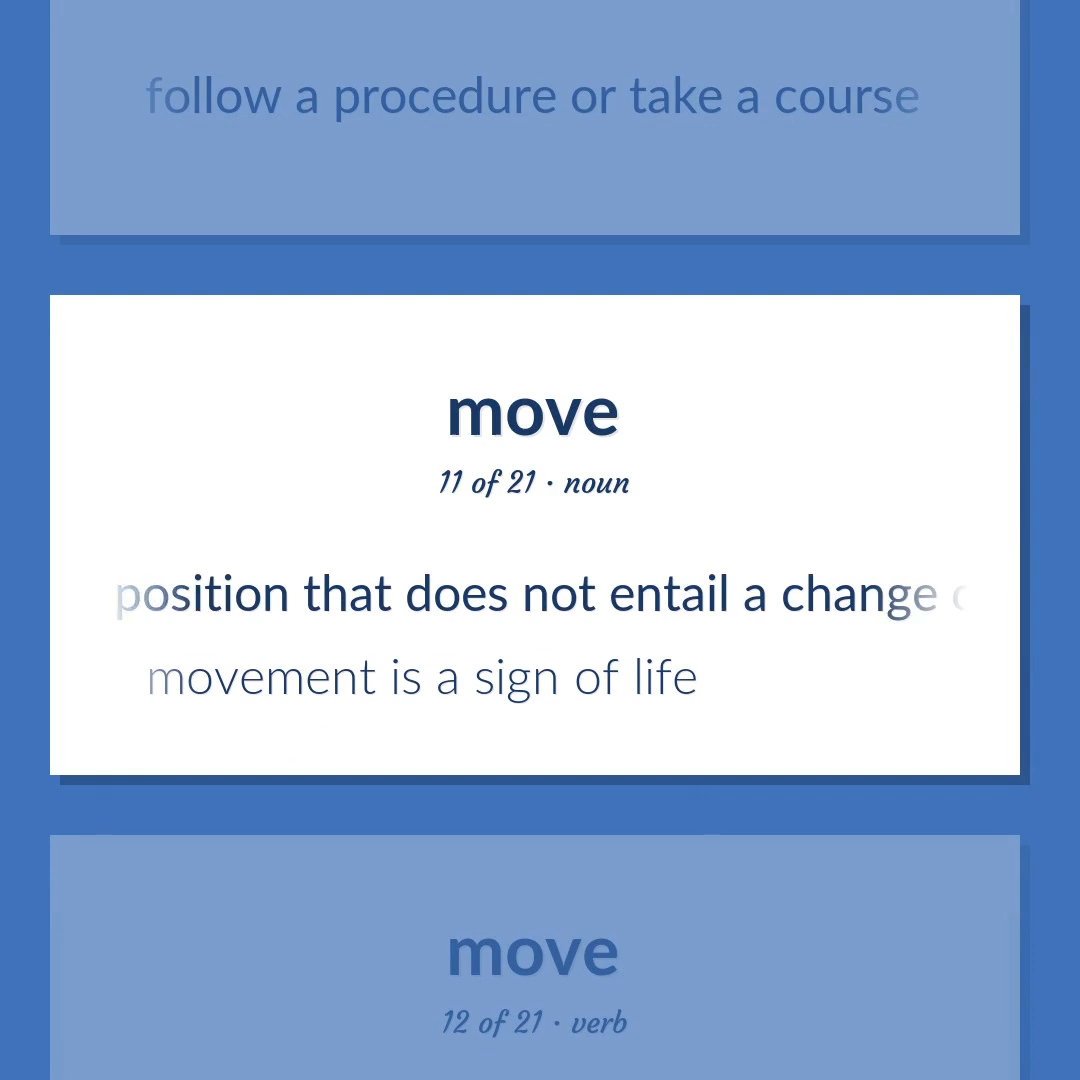 follow a procedure or take a course
move
11 of 21 · noun
position that does not entail a change
movement is a sign of life
move
12 of 21 · verb